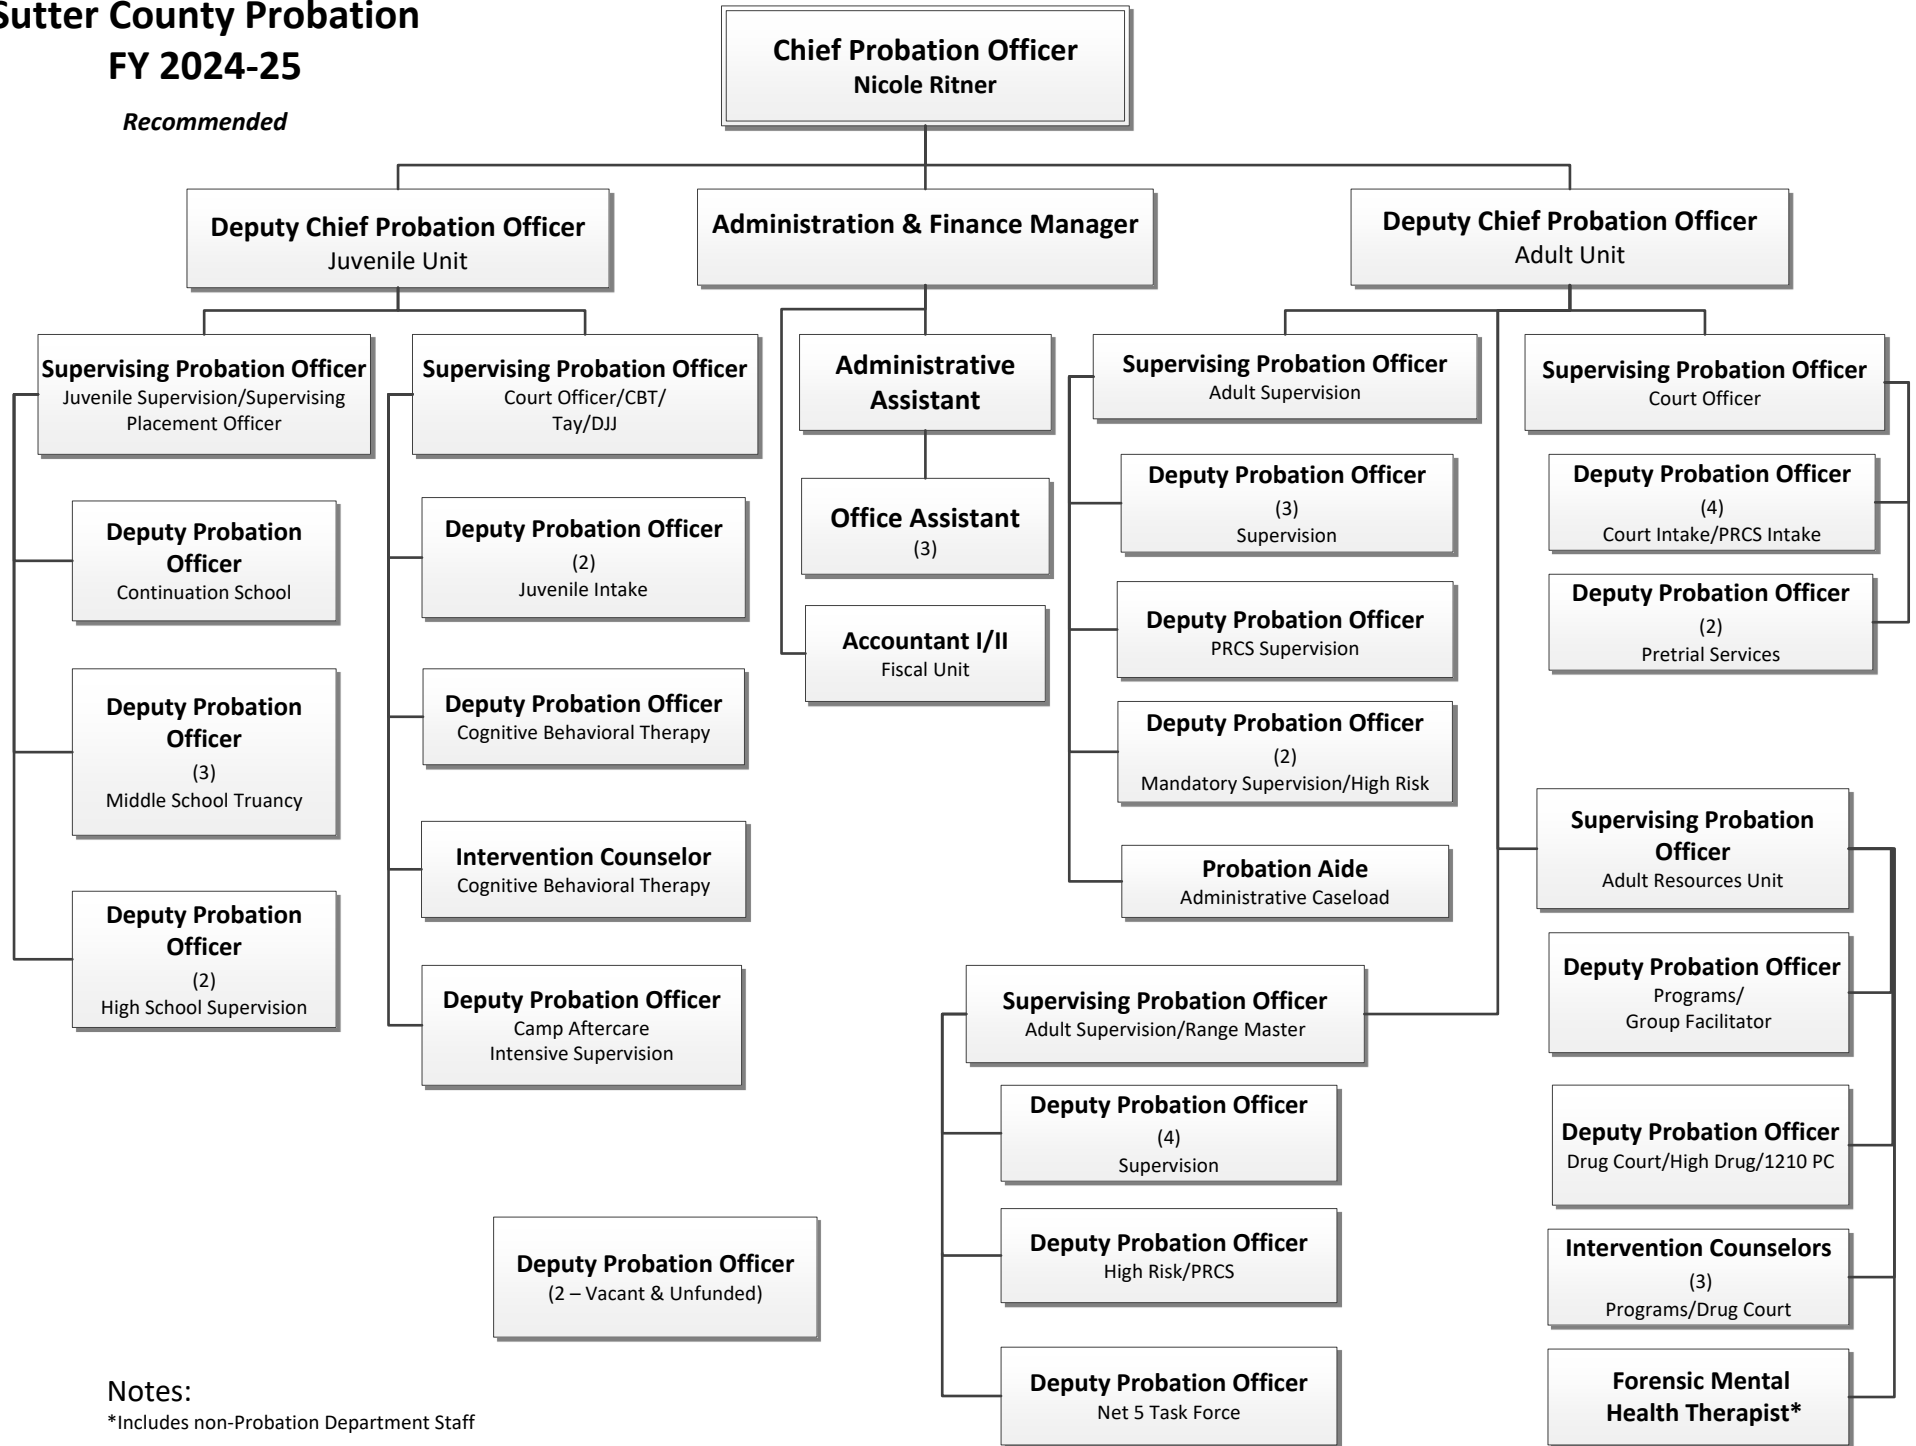 Sutter County Probation
FY 2024-25
Recommended
Chief Probation Officer
Nicole Ritner
Deputy Chief Probation Officer
Juvenile Unit
Administration & Finance Manager
Deputy Chief Probation Officer
Adult Unit
Supervising Probation Officer
Juvenile Supervision/Supervising
Placement Officer
Deputy Probation
Officer
Continuation School
Deputy Probation
Officer
(3)
Middle School Truancy
Deputy Probation
Officer
(2)
High School Supervision
Supervising Probation Officer
Court Officer/CBT/
Tay/DJJ
Deputy Probation Officer
(2)
Juvenile Intake
Deputy Probation Officer
Cognitive Behavioral Therapy
Intervention Counselor
Cognitive Behavioral Therapy
Deputy Probation Officer
Camp Aftercare
Intensive Supervision
Administrative
Assistant
Office Assistant
(3)
Accountant I/II
Fiscal Unit
Supervising Probation Officer
Adult Supervision
Deputy Probation Officer
(3)
Supervision
Deputy Probation Officer
PRCS Supervision
Deputy Probation Officer
(2)
Mandatory Supervision/High Risk
Probation Aide
Administrative Caseload
Supervising Probation Officer
Court Officer
Deputy Probation Officer
(4)
Court Intake/PRCS Intake
Deputy Probation Officer
(2)
Pretrial Services
Supervising Probation Officer
Adult Supervision/Range Master
Deputy Probation Officer
(4)
Supervision
Deputy Probation Officer
High Risk/PRCS
Deputy Probation Officer
Net 5 Task Force
Supervising Probation
Officer
Adult Resources Unit
Deputy Probation Officer
Programs/
Group Facilitator
Deputy Probation Officer
Drug Court/High Drug/1210 PC
Intervention Counselors
(3)
Programs/Drug Court
Forensic Mental
Health Therapist*
Deputy Probation Officer
(2 – Vacant & Unfunded)
Notes:
*Includes non-Probation Department Staff